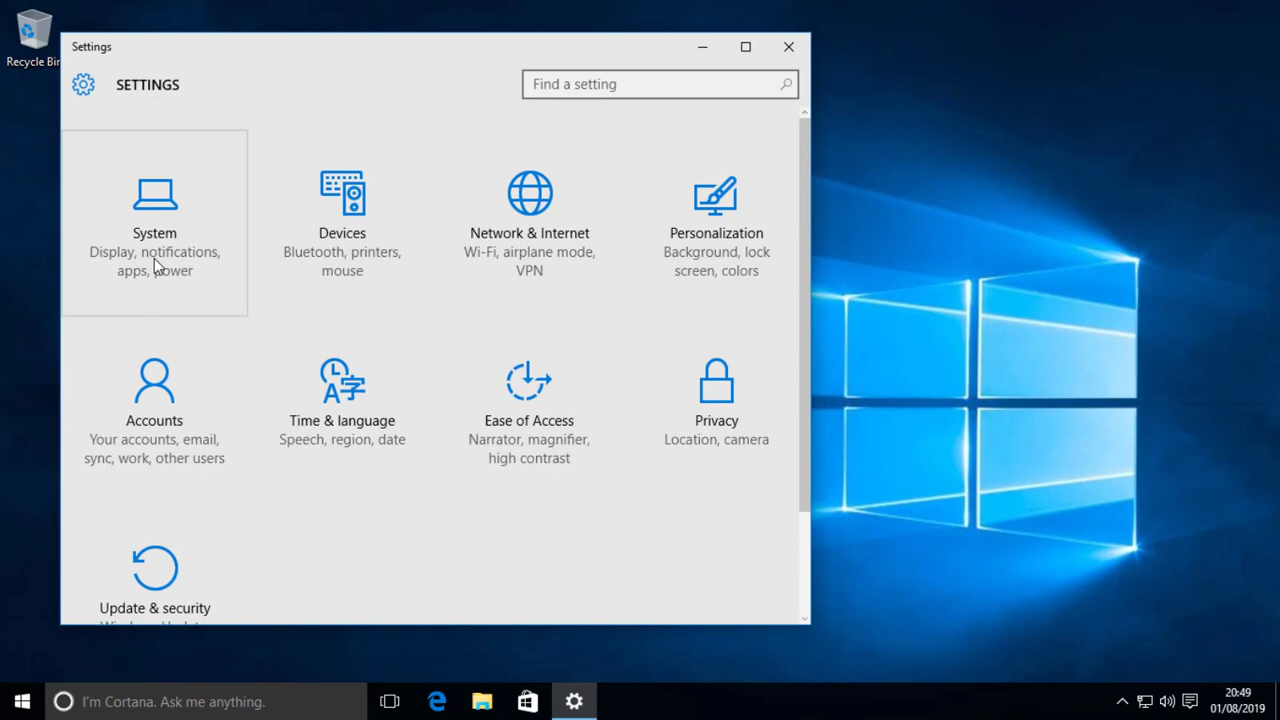 Recycle Bin
Settings
SETTINGS
Find a setting
System
Display, notifications,
apps, power
Devices
Bluetooth, printers,
mouse
Network & Internet
Wi-Fi, airplane mode,
VPN
Personalization
Background, lock
screen, colors
Accounts
Your accounts, email,
sync, work, other users
Time & language
Speech, region, date
Ease of Access
Narrator, magnifier,
high contrast
Privacy
Location, camera
Update & security
I'm Cortana. Ask me anything.
20:49
01/08/2019